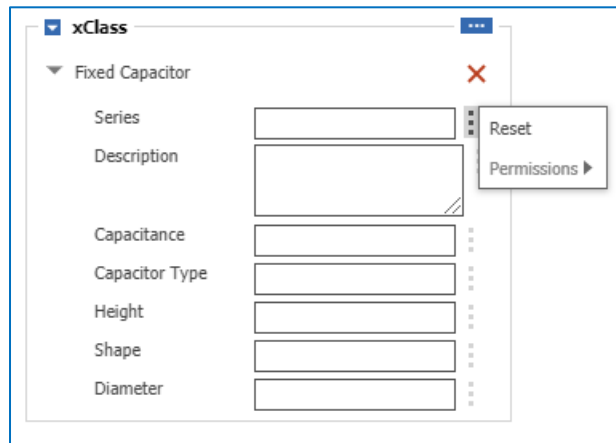 xClass
Fixed Capacitor
Series
Reset
Description
Permissions
Capacitance
Capacitor Type
Height
Shape
Diameter